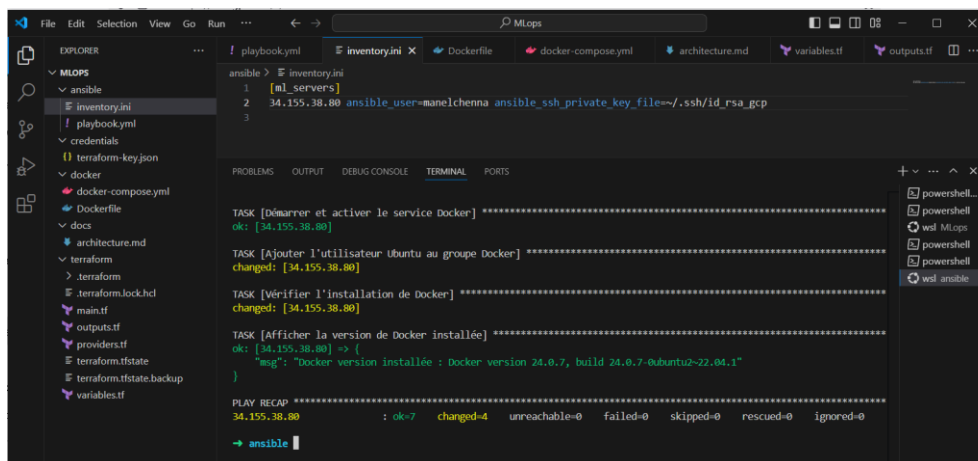 File Edit Selection View Go Run ... ← → MLops
EXPLORER ...
MLOPS
ansible
inventory.ini
playbook.yml
credentials
terraform-key.json
docker
docker-compose.yml
Dockerfile
docs
architecture.md
terraform
.terraform
.terraform.lock.hcl
main.tf
outputs.tf
providers.tf
terraform.tfstate
terraform.tfstate.backup
variables.tf
playbook.yml inventory.ini Dockerfile docker-compose.yml architecture.md variables.tf outputs.tf
ansible > inventory.ini
1 [ml_servers]
2 34.155.38.80 ansible_user=manelchenna ansible_ssh_private_key_file=~/.ssh/id_rsa_gcp
3
PROBLEMS OUTPUT DEBUG CONSOLE TERMINAL PORTS
TASK [Démarrer et activer le service Docker] ****************************************************************
ok: [34.155.38.80]
TASK [Ajouter l'utilisateur Ubuntu au groupe Docker] ********************************************************
changed: [34.155.38.80]
TASK [Vérifier l'installation de Docker] ********************************************************************
changed: [34.155.38.80]
TASK [Afficher la version de Docker installée] **************************************************************
ok: [34.155.38.80] => {
"msg": "Docker version installée : Docker version 24.0.7, build 24.0.7-0ubuntu2~22.04.1"
}
PLAY RECAP **************************************************************************************************
34.155.38.80 : ok=7 changed=4 unreachable=0 failed=0 skipped=0 rescued=0 ignored=0
→ ansible
powershell...
powershell
wsl MLops
powershell
powershell
wsl ansible